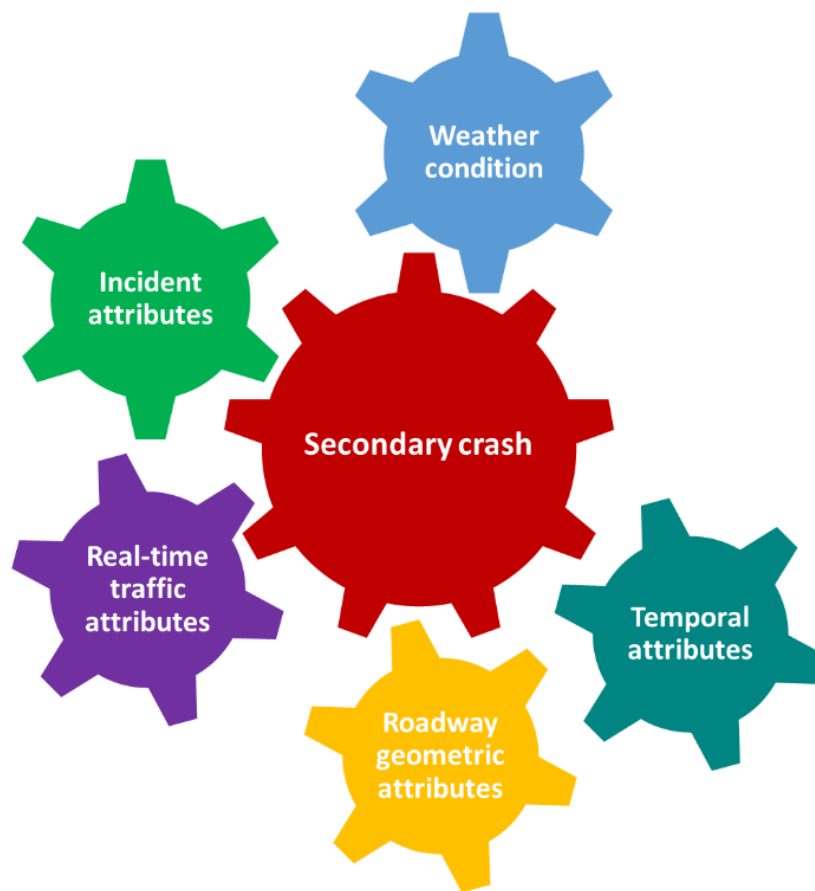 Weather
condition
Incident
attributes
Secondary crash
Real-time
traffic
attributes
Temporal
attributes
Roadway
geometric
attributes